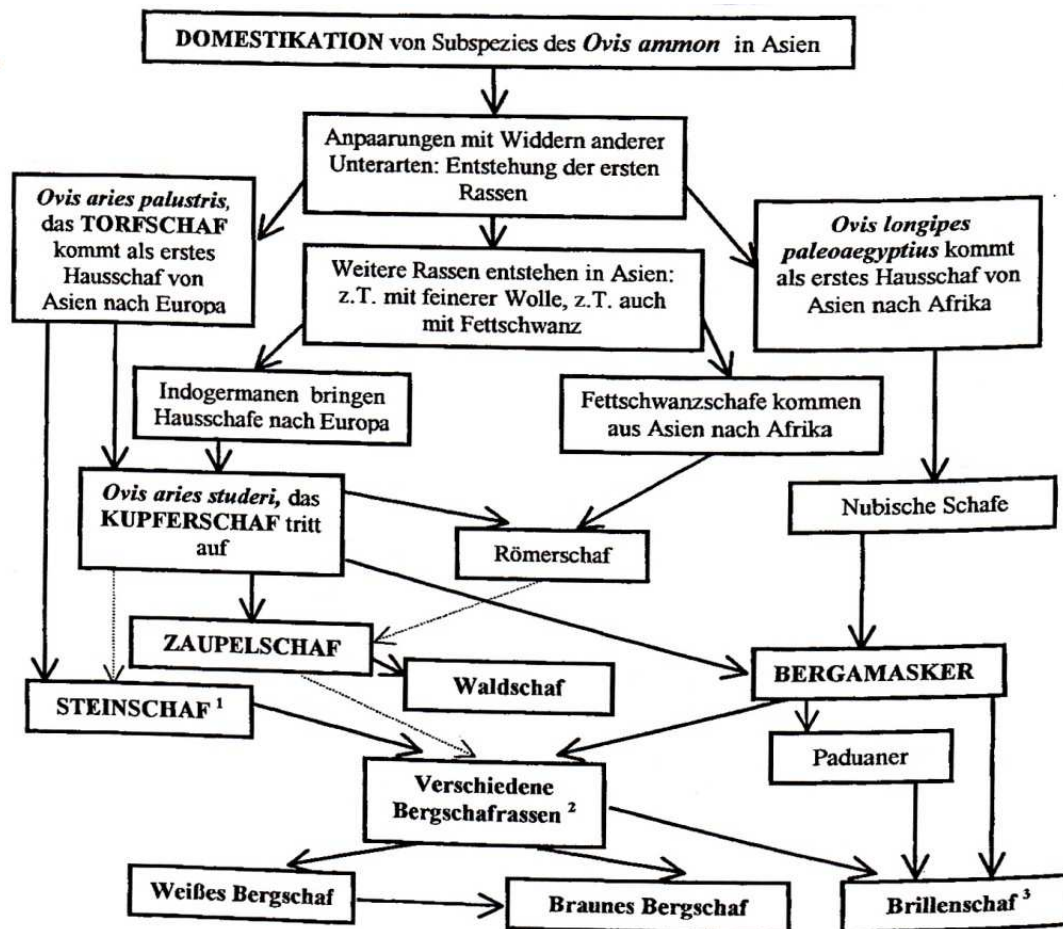 DOMESTIKATION von Subspezies des Ovis ammon in Asien
Anpaarungen mit Widdern anderer
Unterarten: Entstehung der ersten
Rassen
Ovis aries palustris,
das TORFSCHAF
kommt als erstes
Hausschaf von
Asien nach Europa
Ovis longipes
paleoaegyptius kommt
als erstes Hausschaf von
Asien nach Afrika
Weitere Rassen entstehen in Asien:
z.T. mit feinerer Wolle, z.T. auch
mit Fettschwanz
Indogermanen bringen
Hausschafe nach Europa
Fettschwanzschafe kommen
aus Asien nach Afrika
Ovis aries studeri, das
KUPFERSCHAF tritt
auf
Nubische Schafe
Römerschaf
ZAUPELSCHAF
Waldschaf
BERGAMASKER
STEINSCHAF ¹
Paduaner
Verschiedene
Bergschafrassen ²
Weißes Bergschaf
Braunes Bergschaf
Brillenschaf ³